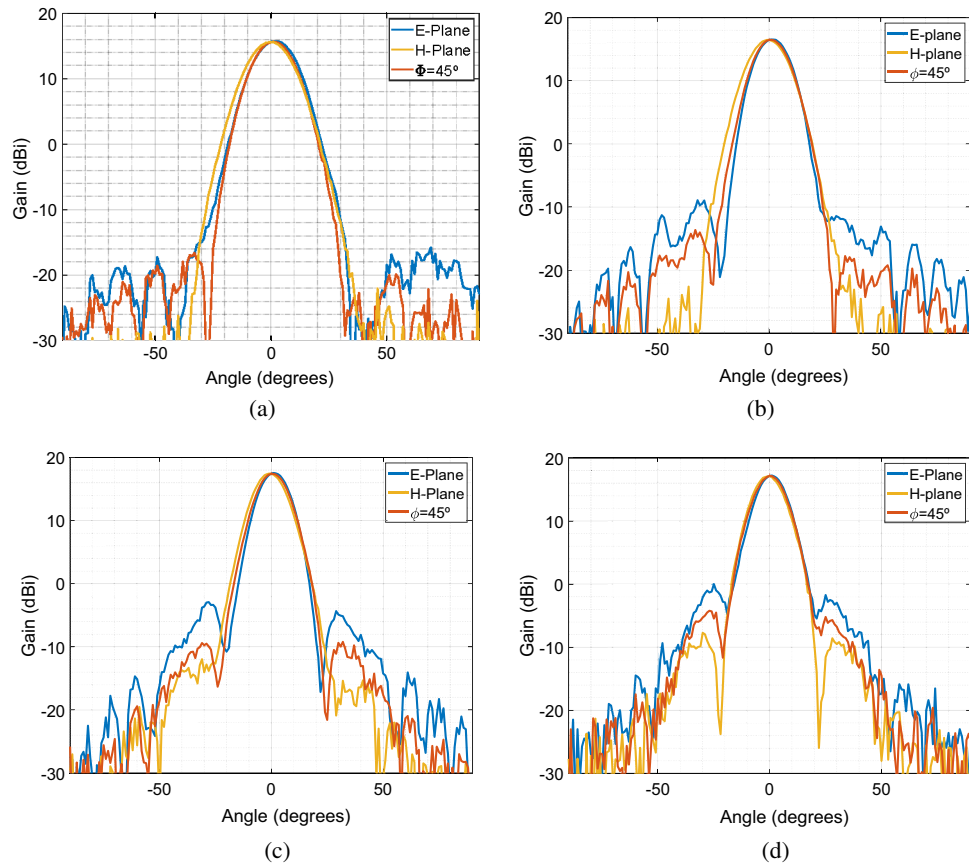 20
10
0
-10
-20
-30
Gain (dBi)
-50 0 50
Angle (degrees)
E-Plane
H-Plane
Φ=45º
(a)
20
10
0
-10
-20
-30
Gain (dBi)
-50 0 50
Angle (degrees)
E-plane
H-plane
ϕ=45º
(b)
20
10
0
-10
-20
-30
Gain (dBi)
-50 0 50
Angle (degrees)
E-Plane
H-Plane
ϕ=45º
(c)
20
10
0
-10
-20
-30
Gain (dBi)
-50 0 50
Angle (degrees)
E-Plane
H-plane
ϕ=45º
(d)